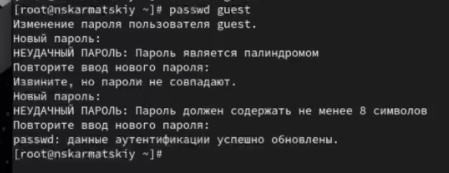 [root@nskarmatskiy ~]# passwd guest
Изменение пароля пользователя guest.
Новый пароль:
НЕУДАЧНЫЙ ПАРОЛЬ: Пароль является палиндромом
Повторите ввод нового пароля:
Извините, но пароли не совпадают.
Новый пароль:
НЕУДАЧНЫЙ ПАРОЛЬ: Пароль должен содержать не менее 8 символов
Повторите ввод нового пароля:
passwd: данные аутентификации успешно обновлены.
[root@nskarmatskiy ~]#